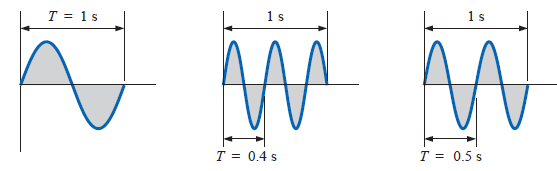 T = 1 s
1 s
1 s
T = 0.4 s
T = 0.5 s